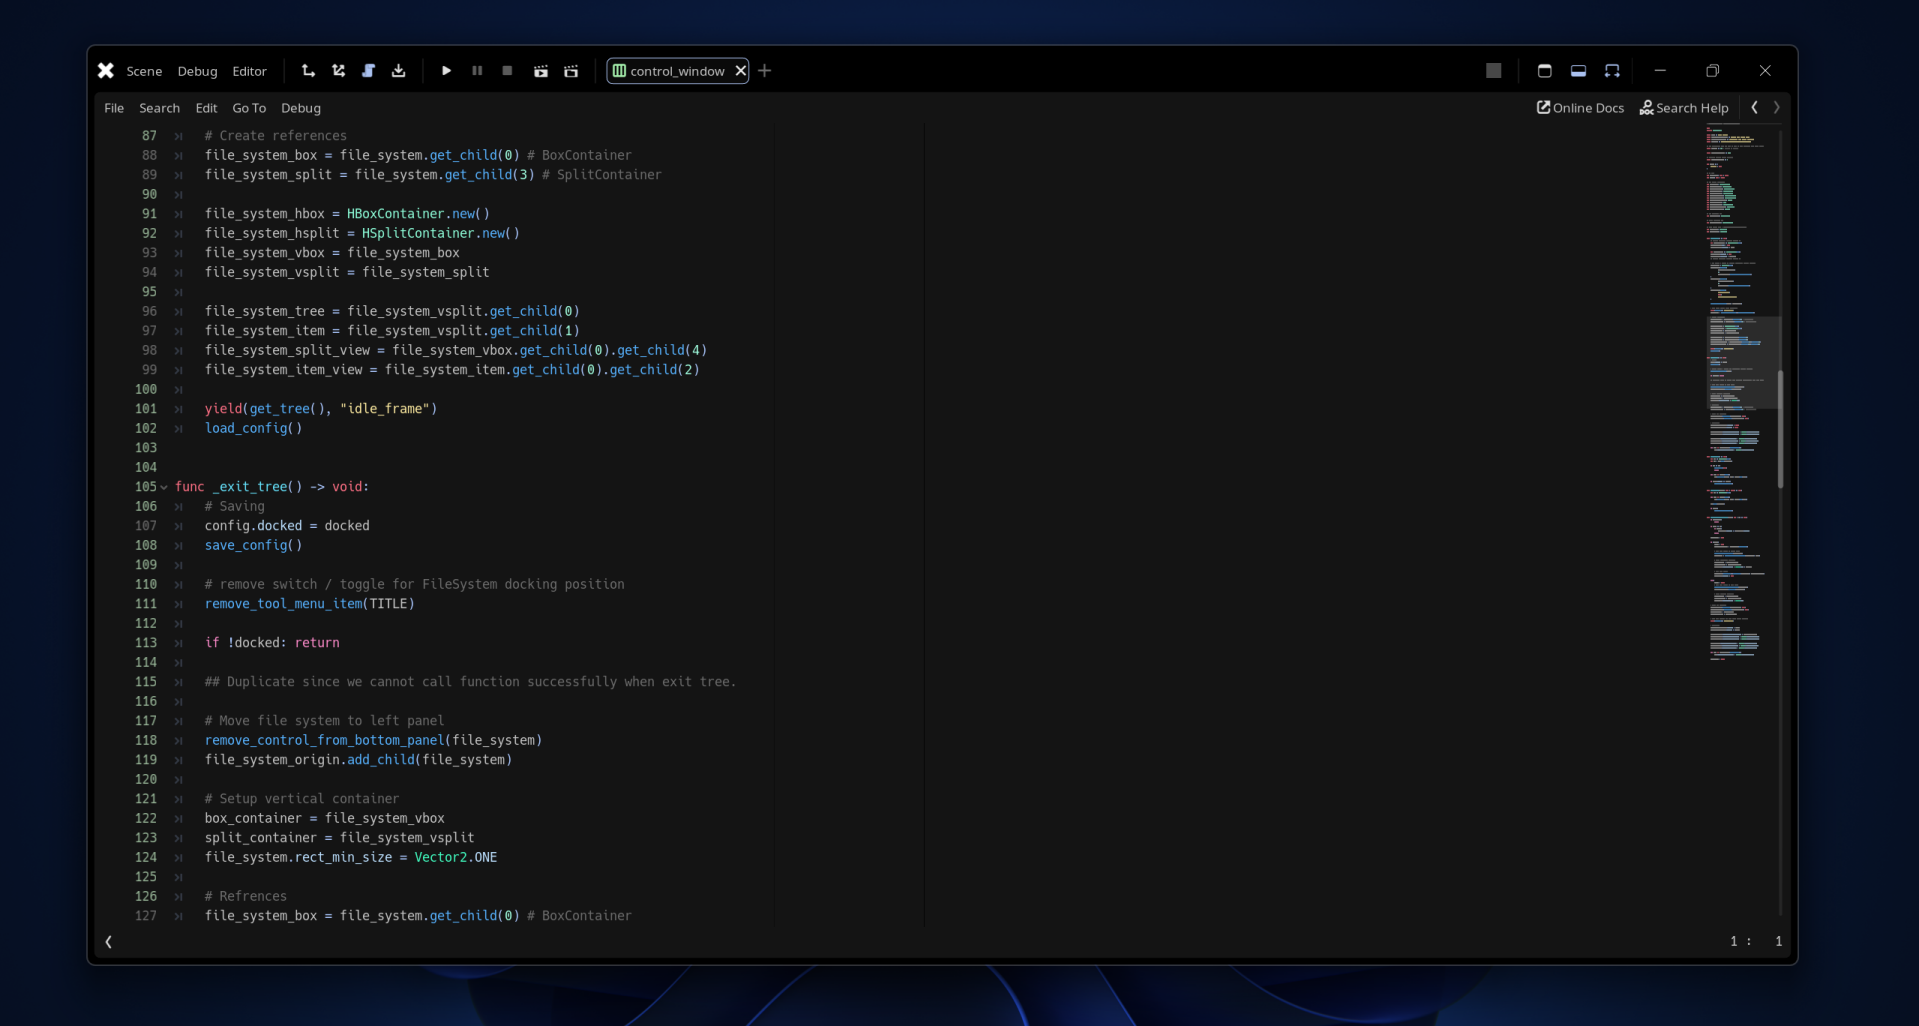 Scene Debug Editor control_window
File Search Edit Go To Debug Online Docs Search Help
87 # Create references
88 file_system_box = file_system.get_child(0) # BoxContainer
89 file_system_split = file_system.get_child(3) # SplitContainer
90
91 file_system_hbox = HBoxContainer.new()
92 file_system_hsplit = HSplitContainer.new()
93 file_system_vbox = file_system_box
94 file_system_vsplit = file_system_split
95
96 file_system_tree = file_system_vsplit.get_child(0)
97 file_system_item = file_system_vsplit.get_child(1)
98 file_system_split_view = file_system_vbox.get_child(0).get_child(4)
99 file_system_item_view = file_system_item.get_child(0).get_child(2)
100
101 yield(get_tree(), "idle_frame")
102 load_config()
103
104
105 func _exit_tree() -> void:
106 # Saving
107 config.docked = docked
108 save_config()
109
110 # remove switch / toggle for FileSystem docking position
111 remove_tool_menu_item(TITLE)
112
113 if !docked: return
114
115 ## Duplicate since we cannot call function successfully when exit tree.
116
117 # Move file system to left panel
118 remove_control_from_bottom_panel(file_system)
119 file_system_origin.add_child(file_system)
120
121 # Setup vertical container
122 box_container = file_system_vbox
123 split_container = file_system_vsplit
124 file_system.rect_min_size = Vector2.ONE
125
126 # Refrences
127 file_system_box = file_system.get_child(0) # BoxContainer
1 : 1